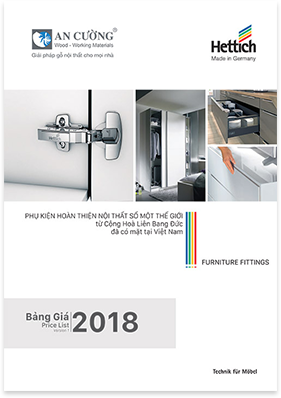 AN CƯỜNG®
Wood - Working Materials
Giải pháp gỗ nội thất cho mọi nhà
Hettich
Made in Germany
PHỤ KIỆN HOÀN THIỆN NỘI THẤT SỐ MỘT THẾ GIỚI
từ Cộng Hoà Liên Bang Đức
đã có mặt tại Việt Nam
FURNITURE FITTINGS
Bảng Giá
Price List
2018
Technik für Möbel